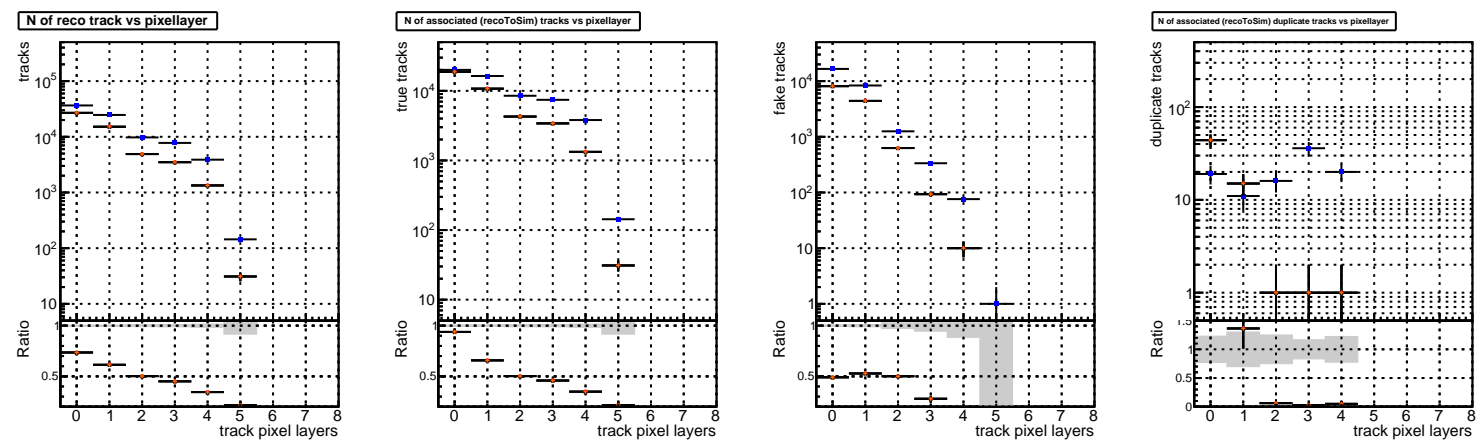 N of reco track vs pixellayer
tracks
10^5
10^4
10^3
10^2
10
Ratio
1
0.5
0 1 2 3 4 5 6 7 8
track pixel layers
N of associated (recoToSim) tracks vs pixellayer
true tracks
10^4
10^3
10^2
10
Ratio
1
0.5
0 1 2 3 4 5 6 7 8
track pixel layers
fake tracks
10^4
10^3
10^2
10
1
Ratio
1
0.5
0 1 2 3 4 5 6 7 8
track pixel layers
N of associated (recoToSim) duplicate tracks vs pixellayer
duplicate tracks
10^2
10
1
Ratio
1.5
1
0.5
0
0 1 2 3 4 5 6 7 8
track pixel layers